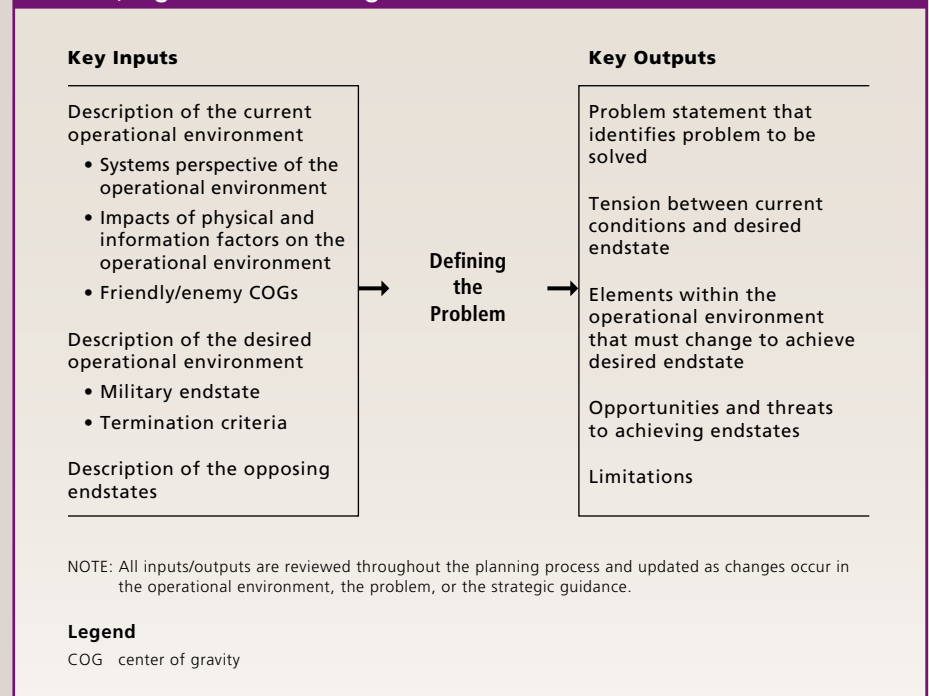 Key Inputs
Description of the current
operational environment
• Systems perspective of the
operational environment
• Impacts of physical and
information factors on the
operational environment
• Friendly/enemy COGs
Description of the desired
operational environment
• Military endstate
• Termination criteria
Description of the opposing
endstates
Defining
the
Problem
Key Outputs
Problem statement that
identifies problem to be
solved
Tension between current
conditions and desired
endstate
Elements within the
operational environment
that must change to achieve
desired endstate
Opportunities and threats
to achieving endstates
Limitations
NOTE: All inputs/outputs are reviewed throughout the planning process and updated as changes occur in
the operational environment, the problem, or the strategic guidance.
Legend
COG center of gravity